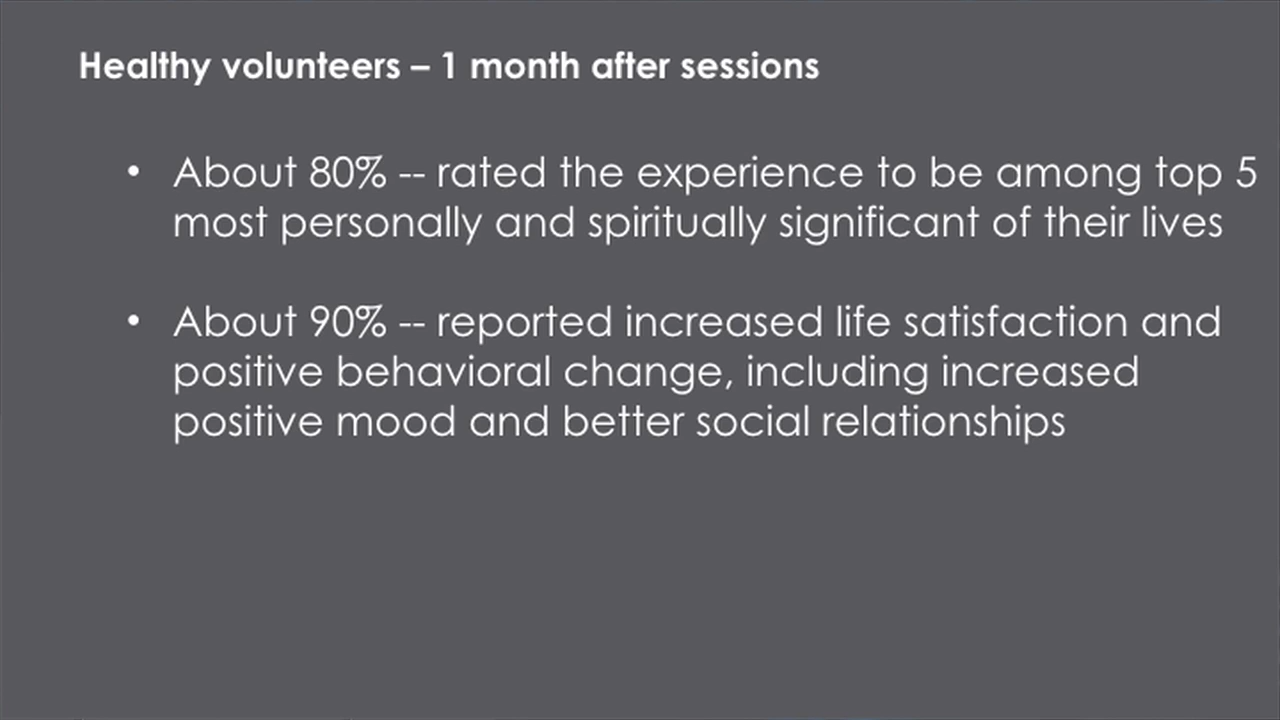 Healthy volunteers – 1 month after sessions
• About 80% -- rated the experience to be among top 5
most personally and spiritually significant of their lives
• About 90% -- reported increased life satisfaction and
positive behavioral change, including increased
positive mood and better social relationships